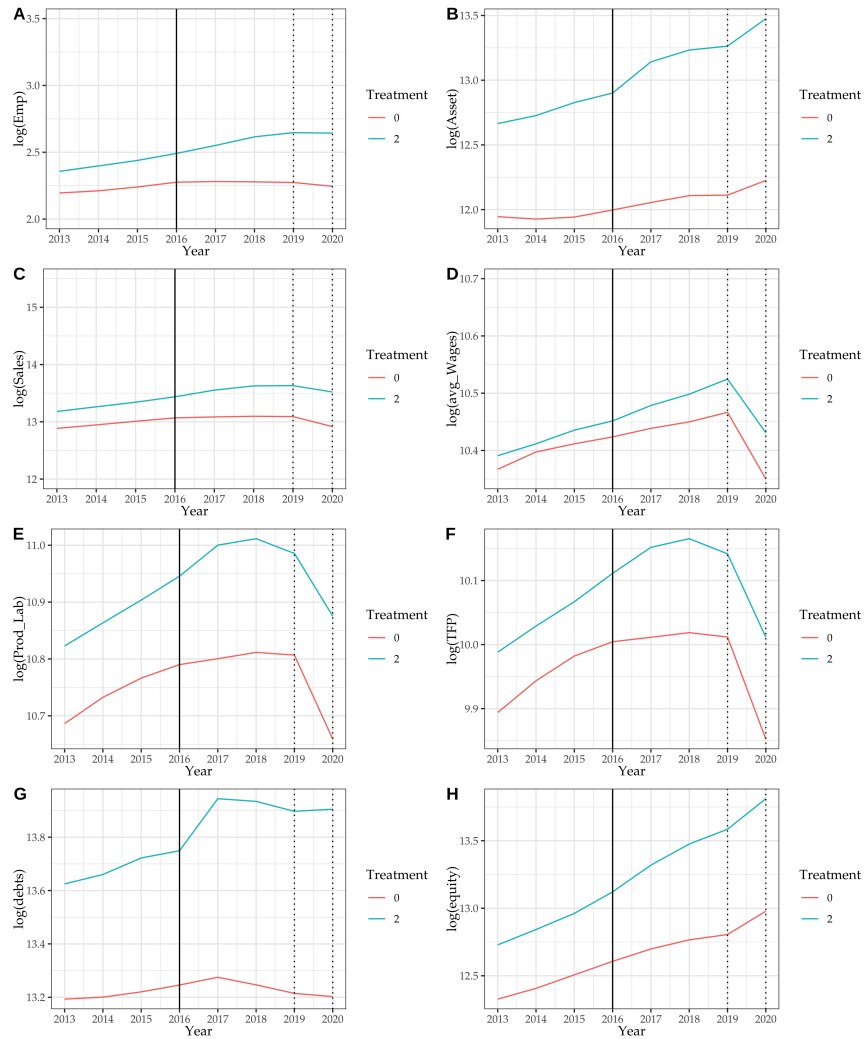 A
log(Emp)
3.5
3.0
2.5
2.0
2013 2014 2015 2016 2017 2018 2019 2020
Year
Treatment
0
2
B
log(Asset)
13.5
13.0
12.5
12.0
2013 2014 2015 2016 2017 2018 2019 2020
Year
Treatment
0
2
C
log(Sales)
15
14
13
12
2013 2014 2015 2016 2017 2018 2019 2020
Year
Treatment
0
2
D
log(avg_Wages)
10.7
10.6
10.5
10.4
2013 2014 2015 2016 2017 2018 2019 2020
Year
Treatment
0
2
E
log(Prod_Lab)
11.0
10.9
10.8
10.7
2013 2014 2015 2016 2017 2018 2019 2020
Year
Treatment
0
2
F
log(TFP)
10.1
10.0
9.9
2013 2014 2015 2016 2017 2018 2019 2020
Year
Treatment
0
2
G
log(debts)
13.8
13.6
13.4
13.2
2013 2014 2015 2016 2017 2018 2019 2020
Year
Treatment
0
2
H
log(equity)
13.5
13.0
12.5
2013 2014 2015 2016 2017 2018 2019 2020
Year
Treatment
0
2